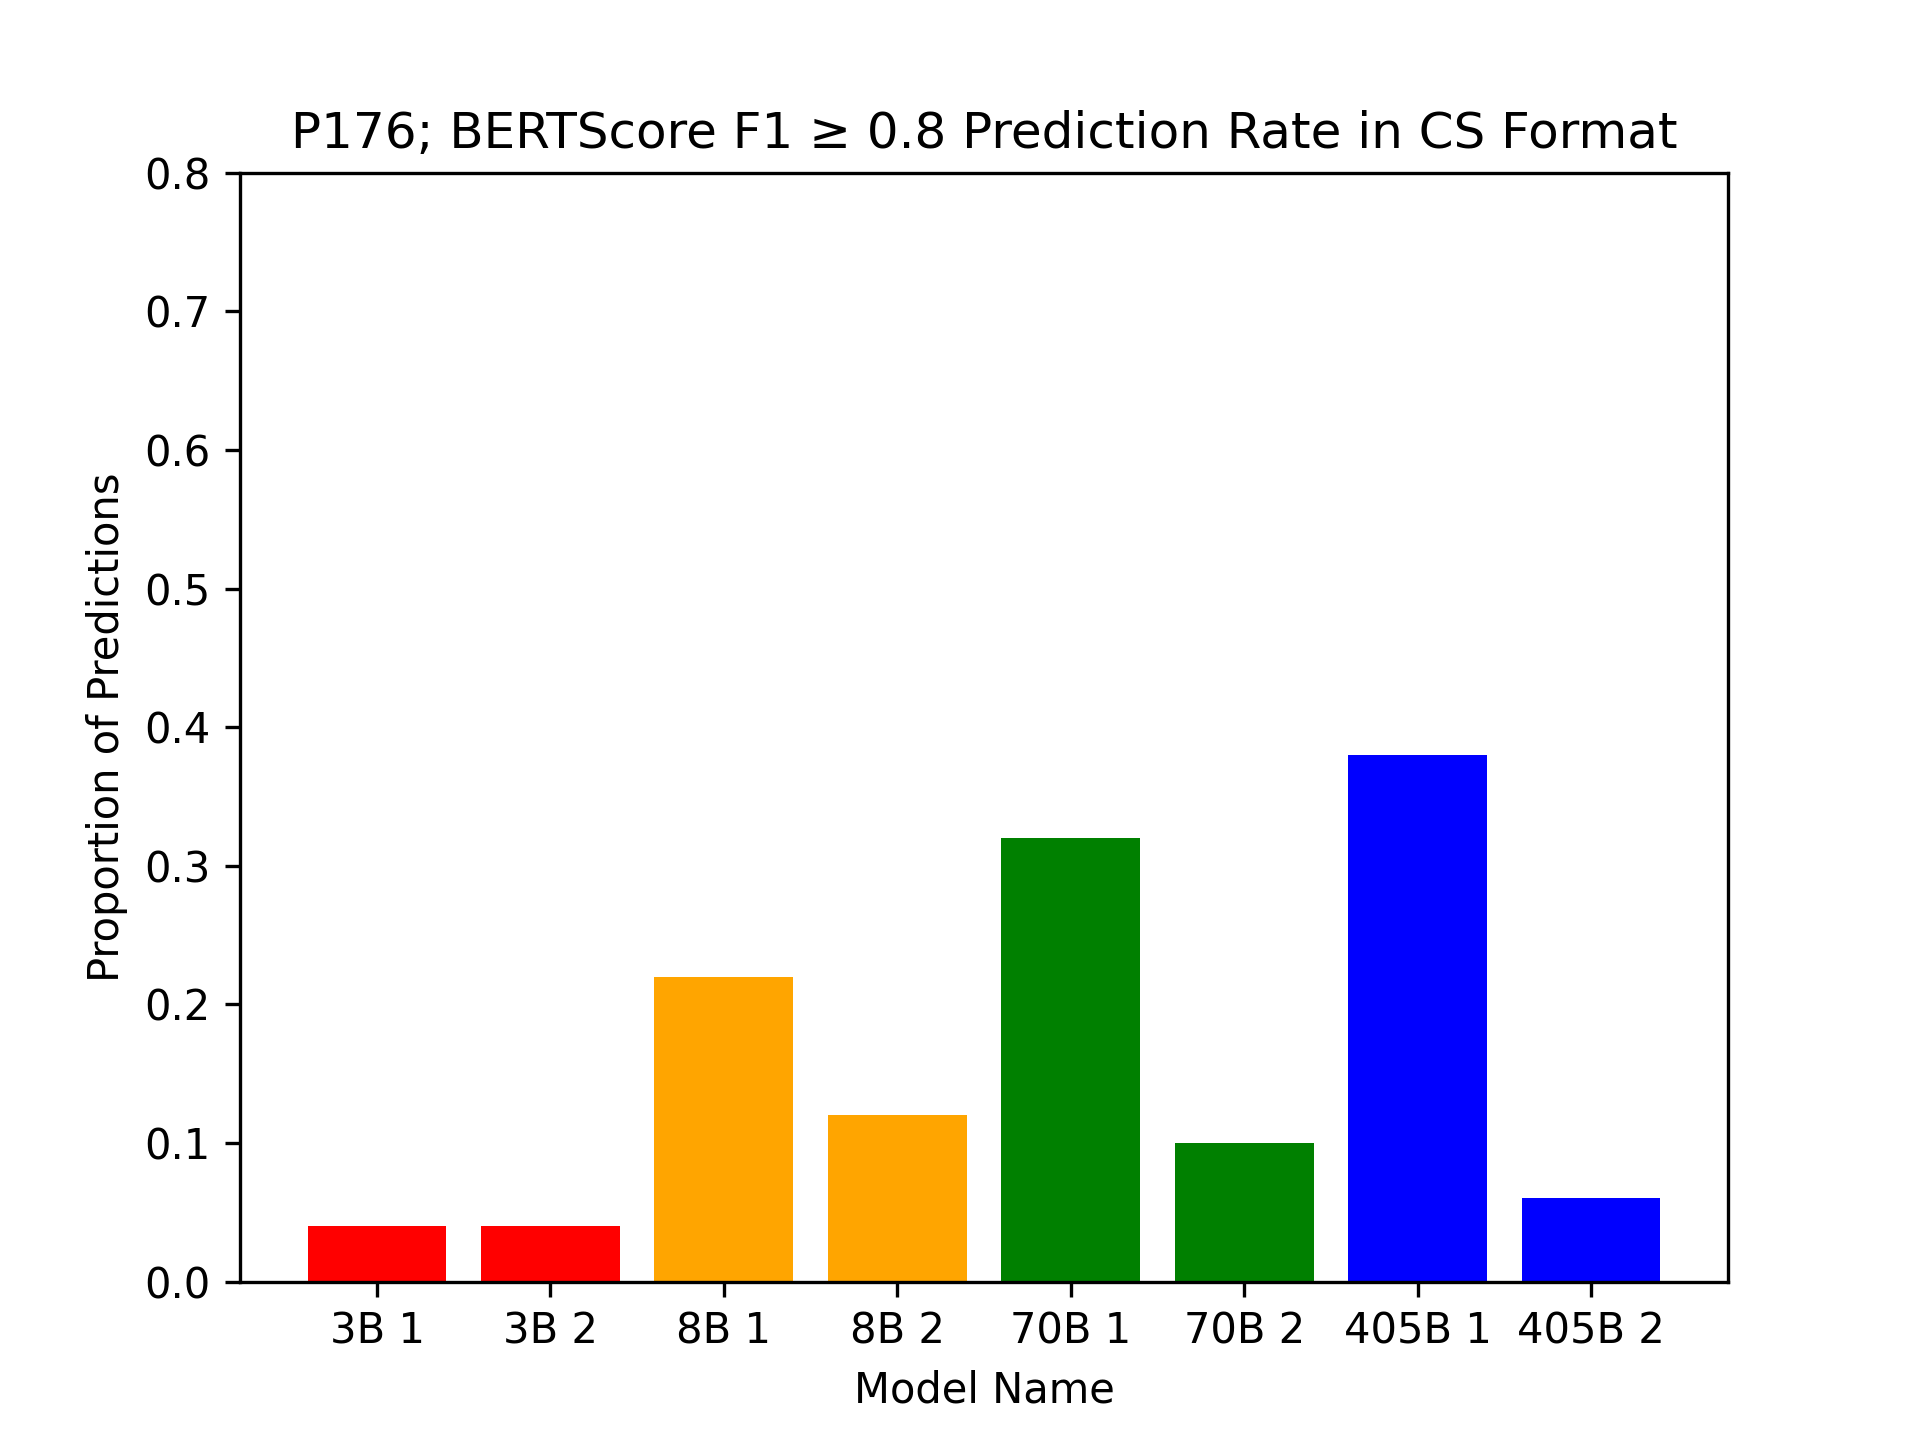 P176; BERTScore F1 ≥ 0.8 Prediction Rate in CS Format
0.8
0.7
0.6
0.5
0.4
0.3
0.2
0.1
0.0
Proportion of Predictions
3B 1 3B 2 8B 1 8B 2 70B 1 70B 2 405B 1 405B 2
Model Name